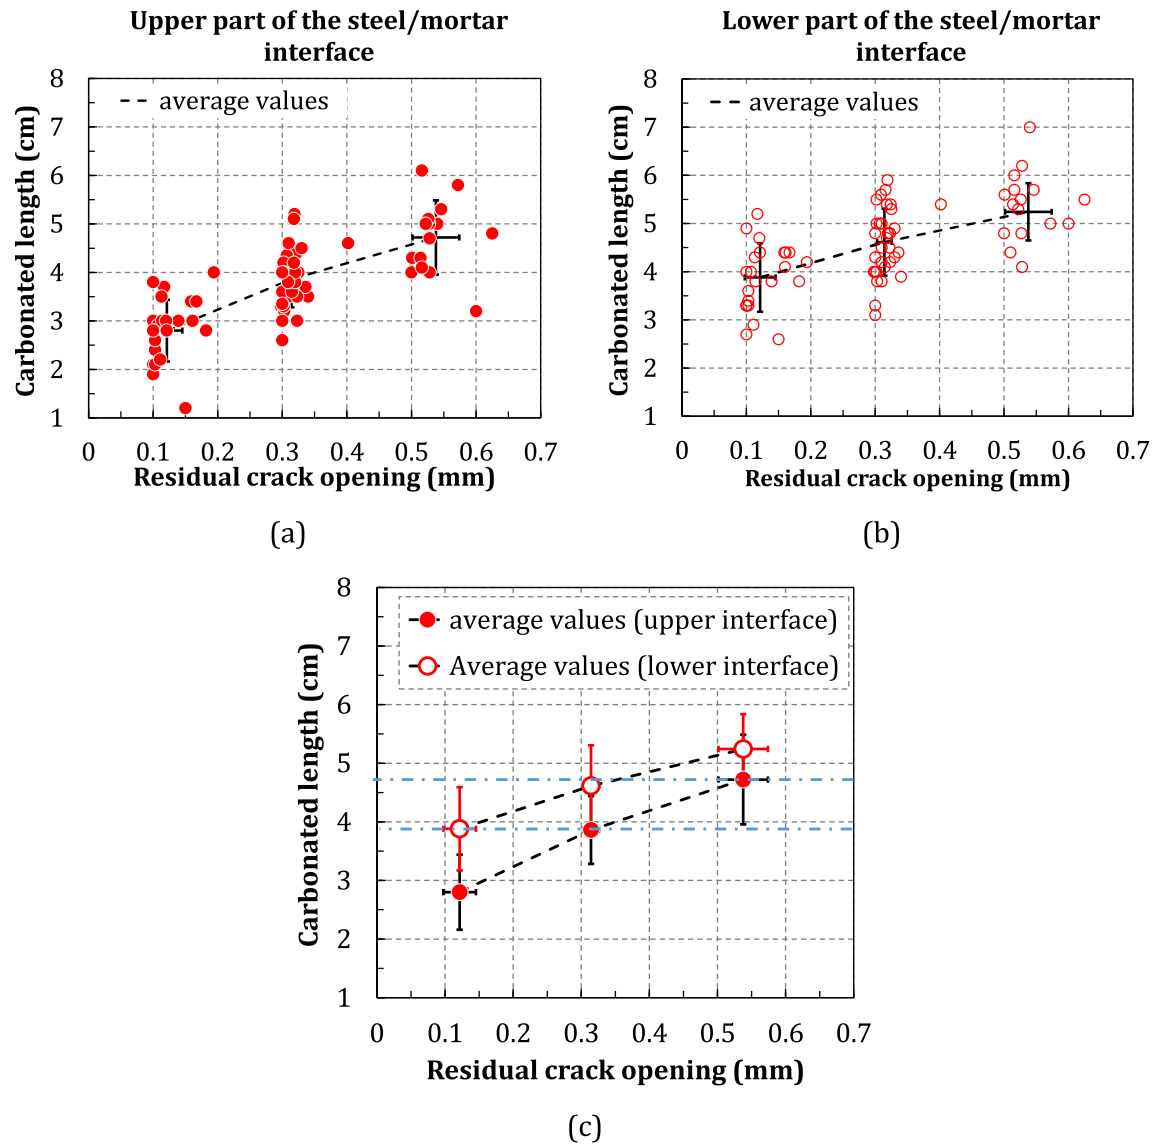 Upper part of the steel/mortar
interface
8
7
6
5
4
3
2
1
Carbonated length (cm)
average values
0 0.1 0.2 0.3 0.4 0.5 0.6 0.7
Residual crack opening (mm)
(a)
Lower part of the steel/mortar
interface
8
7
6
5
4
3
2
1
Carbonated length (cm)
average values
0 0.1 0.2 0.3 0.4 0.5 0.6 0.7
Residual crack opening (mm)
(b)
8
7
6
5
4
3
2
1
Carbonated length (cm)
average values (upper interface)
Average values (lower interface)
0 0.1 0.2 0.3 0.4 0.5 0.6 0.7
Residual crack opening (mm)
(c)